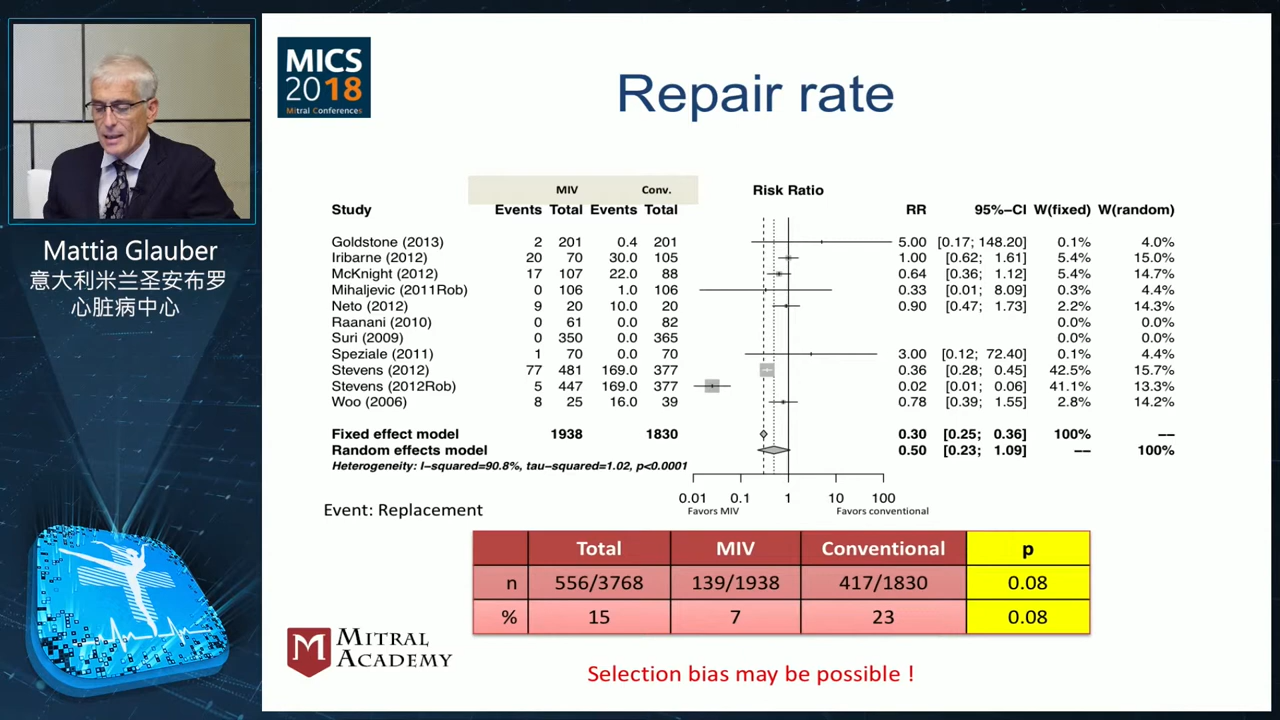 MICS
2018
Mitral Conferences
Repair rate
Mattia Glauber
意大利米兰圣安布罗
心脏病中心
MIV Conv. Risk Ratio
Study Events Total Events Total RR 95%−CI W(fixed) W(random)
Goldstone (2013) 2 201 0.4 201 5.00 [0.17; 148.20] 0.1% 4.0%
Iribarne (2012) 20 70 30.0 105 1.00 [0.62; 1.61] 5.4% 15.0%
McKnight (2012) 17 107 22.0 88 0.64 [0.36; 1.12] 5.4% 14.7%
Mihaljevic (2011Rob) 0 106 1.0 106 0.33 [0.01; 8.09] 0.3% 4.4%
Neto (2012) 9 20 10.0 20 0.90 [0.47; 1.73] 2.2% 14.3%
Raanani (2010) 0 61 0.0 82 0.0% 0.0%
Suri (2009) 0 350 0.0 365 0.0% 0.0%
Speziale (2011) 1 70 0.0 70 3.00 [0.12; 72.40] 0.1% 4.4%
Stevens (2012) 77 481 169.0 377 0.36 [0.28; 0.45] 42.5% 15.7%
Stevens (2012Rob) 5 447 169.0 377 0.02 [0.01; 0.06] 41.1% 13.3%
Woo (2006) 8 25 16.0 39 0.78 [0.39; 1.55] 2.8% 14.2%
Fixed effect model 1938 1830 0.30 [0.25; 0.36] 100% −−
Random effects model 0.50 [0.23; 1.09] −− 100%
Heterogeneity: I−squared=90.8%, tau−squared=1.02, p<0.0001
0.01 0.1 1 10 100
Favors MIV Favors conventional
Event: Replacement
Total MIV Conventional p
n 556/3768 139/1938 417/1830 0.08
% 15 7 23 0.08
MITRAL
ACADEMY
Selection bias may be possible !